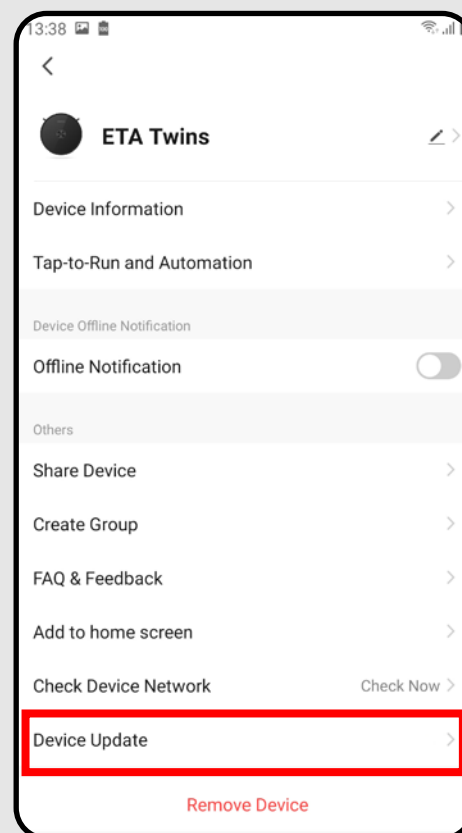 13:38
ETA Twins
Device Information
Tap-to-Run and Automation
Device Offline Notification
Offline Notification
Others
Share Device
Create Group
FAQ & Feedback
Add to home screen
Check Device Network Check Now
Device Update
Remove Device